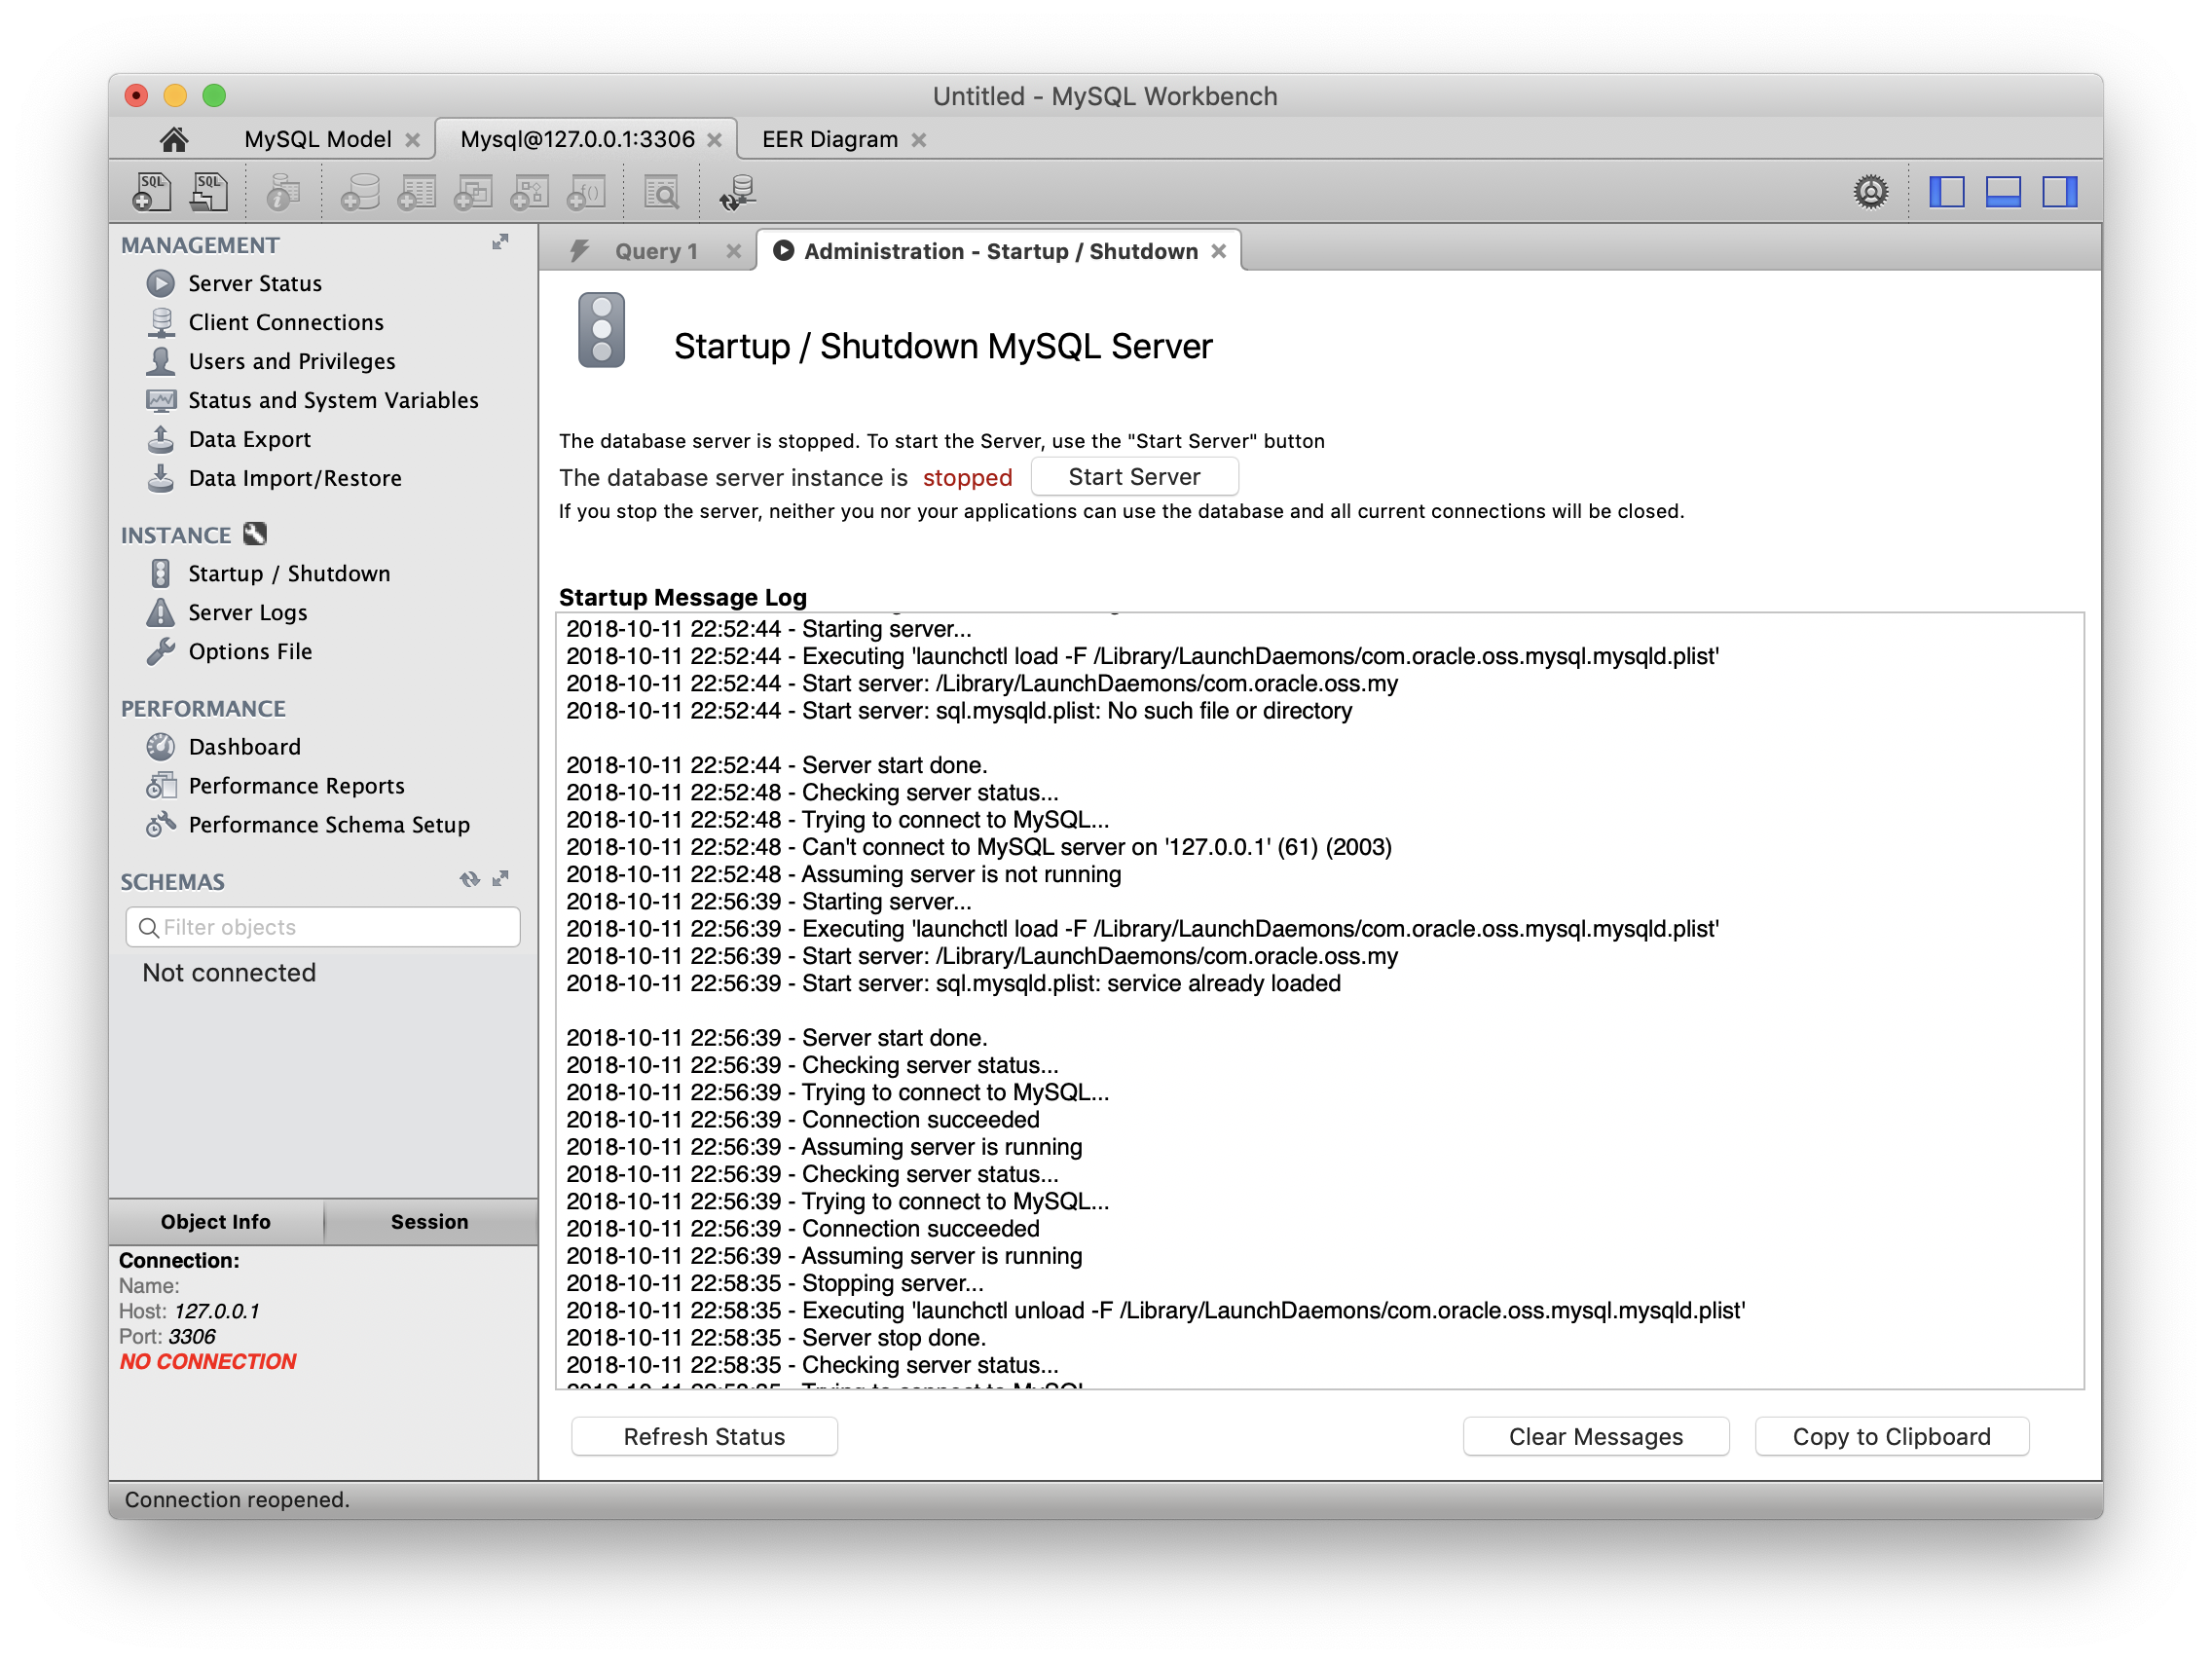 Untitled - MySQL Workbench
MySQL Model
Mysql@127.0.0.1:3306
EER Diagram
SQL
SQL
MANAGEMENT
Server Status
Client Connections
Users and Privileges
Status and System Variables
Data Export
Data Import/Restore
INSTANCE
Startup / Shutdown
Server Logs
Options File
PERFORMANCE
Dashboard
Performance Reports
Performance Schema Setup
SCHEMAS
Filter objects
Not connected
Object Info
Session
Connection:
Name:
Host: 127.0.0.1
Port: 3306
NO CONNECTION
Query 1
Administration - Startup / Shutdown
Startup / Shutdown MySQL Server
The database server is stopped. To start the Server, use the "Start Server" button
The database server instance is stopped
Start Server
If you stop the server, neither you nor your applications can use the database and all current connections will be closed.
Startup Message Log
2018-10-11 22:52:44 - Starting server...
2018-10-11 22:52:44 - Executing 'launchctl load -F /Library/LaunchDaemons/com.oracle.oss.mysql.mysqld.plist'
2018-10-11 22:52:44 - Start server: /Library/LaunchDaemons/com.oracle.oss.my
2018-10-11 22:52:44 - Start server: sql.mysqld.plist: No such file or directory
2018-10-11 22:52:44 - Server start done.
2018-10-11 22:52:48 - Checking server status...
2018-10-11 22:52:48 - Trying to connect to MySQL...
2018-10-11 22:52:48 - Can't connect to MySQL server on '127.0.0.1' (61) (2003)
2018-10-11 22:52:48 - Assuming server is not running
2018-10-11 22:56:39 - Starting server...
2018-10-11 22:56:39 - Executing 'launchctl load -F /Library/LaunchDaemons/com.oracle.oss.mysql.mysqld.plist'
2018-10-11 22:56:39 - Start server: /Library/LaunchDaemons/com.oracle.oss.my
2018-10-11 22:56:39 - Start server: sql.mysqld.plist: service already loaded
2018-10-11 22:56:39 - Server start done.
2018-10-11 22:56:39 - Checking server status...
2018-10-11 22:56:39 - Trying to connect to MySQL...
2018-10-11 22:56:39 - Connection succeeded
2018-10-11 22:56:39 - Assuming server is running
2018-10-11 22:56:39 - Checking server status...
2018-10-11 22:56:39 - Trying to connect to MySQL...
2018-10-11 22:56:39 - Connection succeeded
2018-10-11 22:56:39 - Assuming server is running
2018-10-11 22:58:35 - Stopping server...
2018-10-11 22:58:35 - Executing 'launchctl unload -F /Library/LaunchDaemons/com.oracle.oss.mysql.mysqld.plist'
2018-10-11 22:58:35 - Server stop done.
2018-10-11 22:58:35 - Checking server status...
Refresh Status
Clear Messages
Copy to Clipboard
Connection reopened.